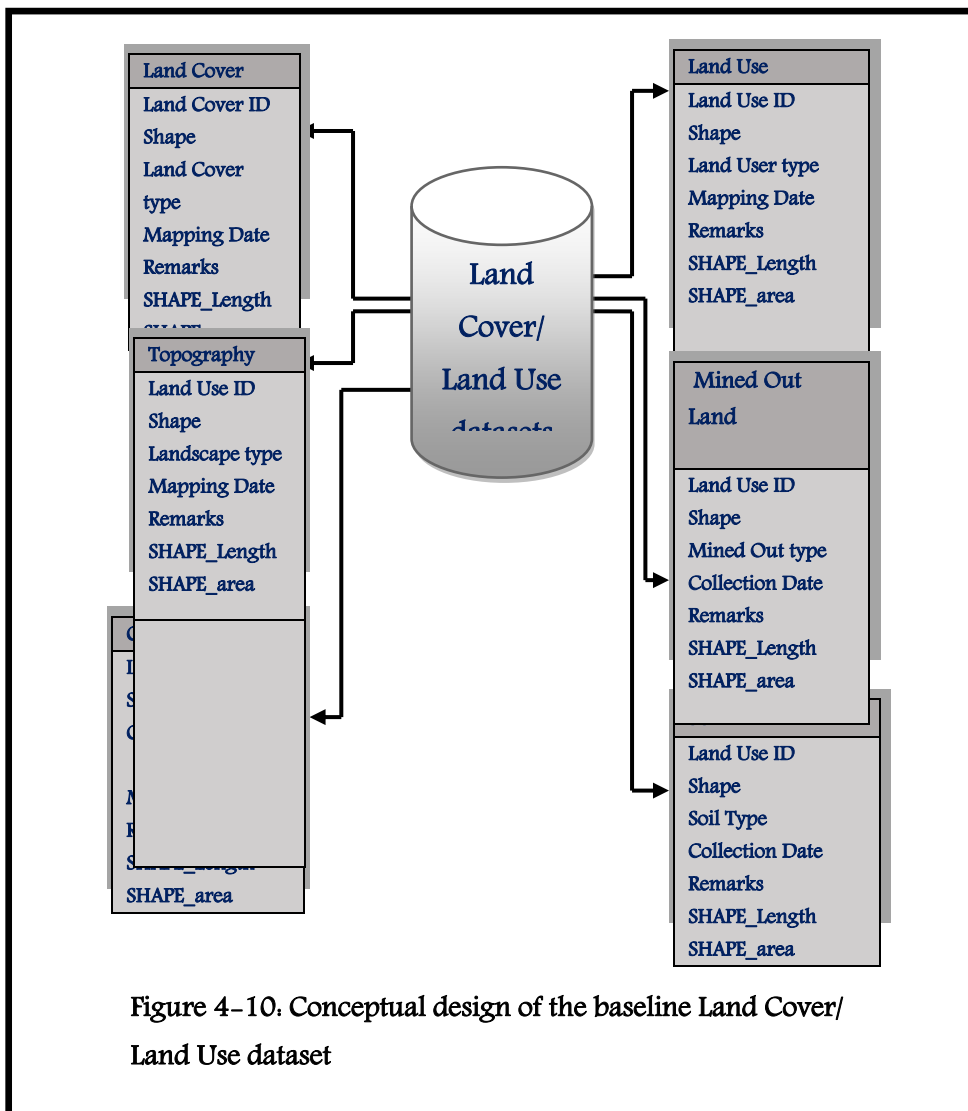 Land Cover
Land Cover ID
Shape
Land Cover
type
Mapping Date
Remarks
SHAPE_Length
Topography
Land Use ID
Shape
Landscape type
Mapping Date
Remarks
SHAPE_Length
SHAPE_area
SHAPE_area
Land
Cover/
Land Use
datasets
Land Use
Land Use ID
Shape
Land User type
Mapping Date
Remarks
SHAPE_Length
SHAPE_area
Mined Out
Land
Land Use ID
Shape
Mined Out type
Collection Date
Remarks
SHAPE_Length
SHAPE_area
Land Use ID
Shape
Soil Type
Collection Date
Remarks
SHAPE_Length
SHAPE_area
Figure 4-10: Conceptual design of the baseline Land Cover/
Land Use dataset